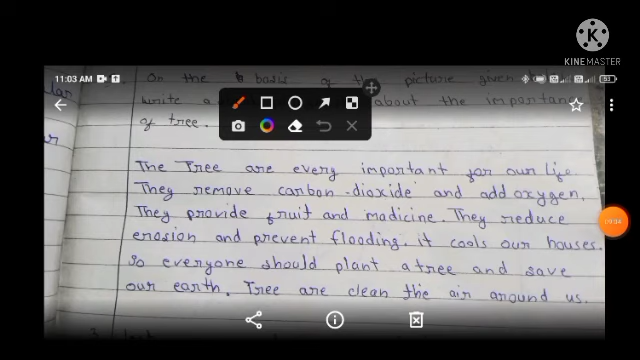 KINEMASTER
11:03 AM
53
On the basis of the picture given
write a about the importan
of tree.
The Tree are every important for our life
They remove carbon-dioxide and add oxygen.
They provide fruit and madicine. They reduce
erosion and prevent flooding. it cools our houses.
So everyone should plant a tree and save
our earth. Tree are clean the air around us.